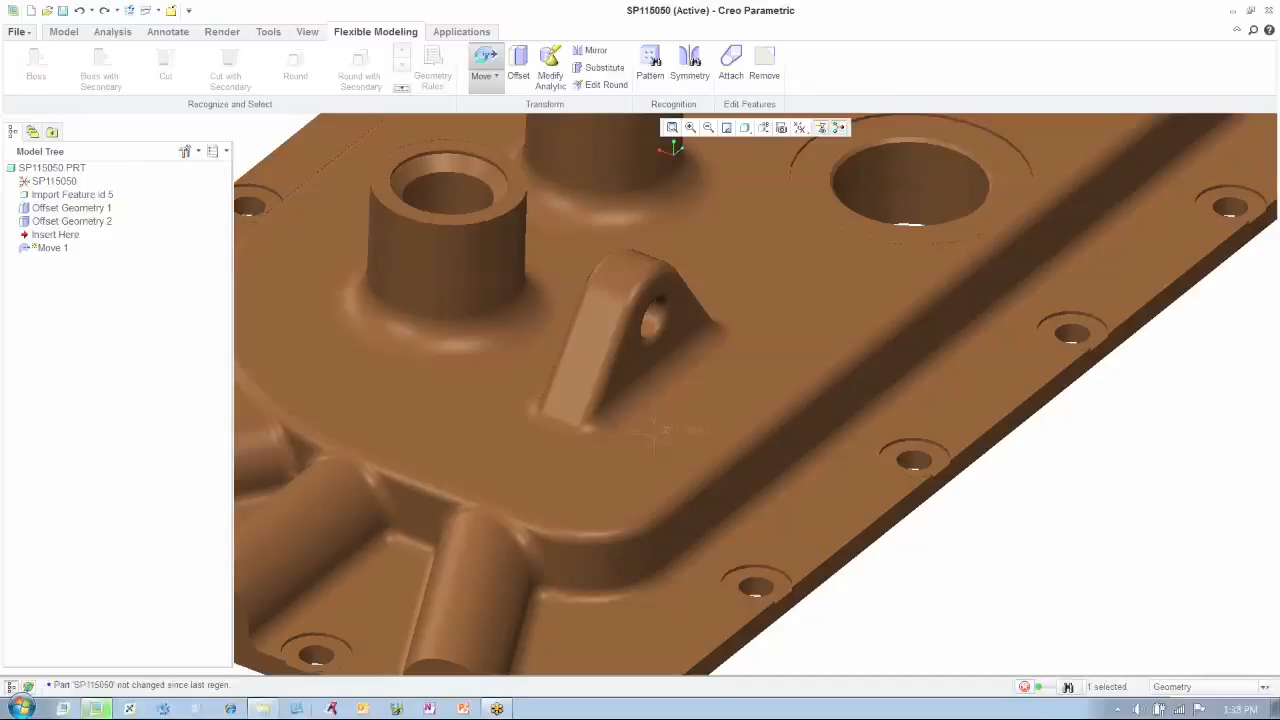 SP115050 (Active) - Creo Parametric
File
Model
Analysis
Annotate
Render
Tools
View
Flexible Modeling
Applications
Boss
Boss with Secondary
Cut
Cut with Secondary
Round
Round with Secondary
Geometry Rules
Move
Offset
Modify Analytic
Mirror
Substitute
Edit Round
Pattern
Symmetry
Attach
Remove
Recognize and Select
Transform
Recognition
Edit Features
Model Tree
SP115050.PRT
SP115050
Import Feature id 5
Offset Geometry 1
Offset Geometry 2
Insert Here
Move 1
Part 'SP115050' not changed since last regen.
1 selected
Geometry
1:38 PM